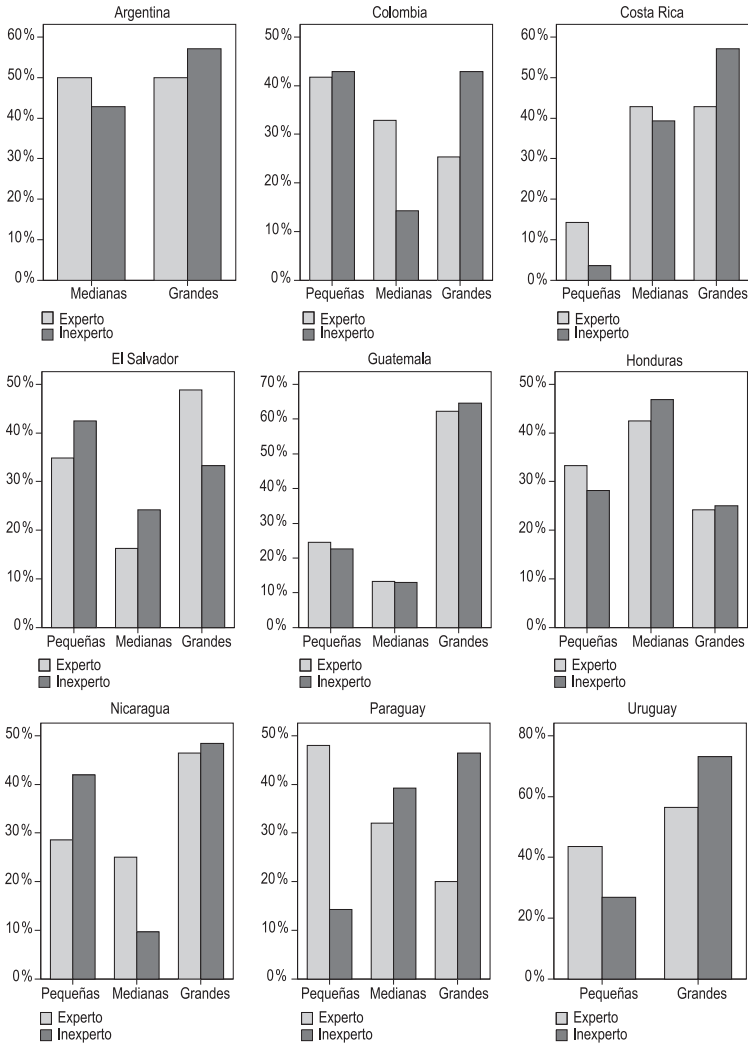 Argentina
60%
50%
40%
30%
20%
10%
0%
Medianas Grandes
Experto
Inexperto
Colombia
50%
40%
30%
20%
10%
0%
Pequeñas Medianas Grandes
Experto
Inexperto
Costa Rica
60%
50%
40%
30%
20%
10%
0%
Pequeñas Medianas Grandes
Experto
Inexperto
El Salvador
50%
40%
30%
20%
10%
0%
Pequeñas Medianas Grandes
Experto
Inexperto
Guatemala
70%
60%
50%
40%
30%
20%
10%
0%
Pequeñas Medianas Grandes
Experto
Inexperto
Honduras
50%
40%
30%
20%
10%
0%
Pequeñas Medianas Grandes
Experto
Inexperto
Nicaragua
50%
40%
30%
20%
10%
0%
Pequeñas Medianas Grandes
Experto
Inexperto
Paraguay
50%
40%
30%
20%
10%
0%
Pequeñas Medianas Grandes
Experto
Inexperto
Uruguay
80%
60%
40%
20%
0%
Pequeñas Grandes
Experto
Inexperto